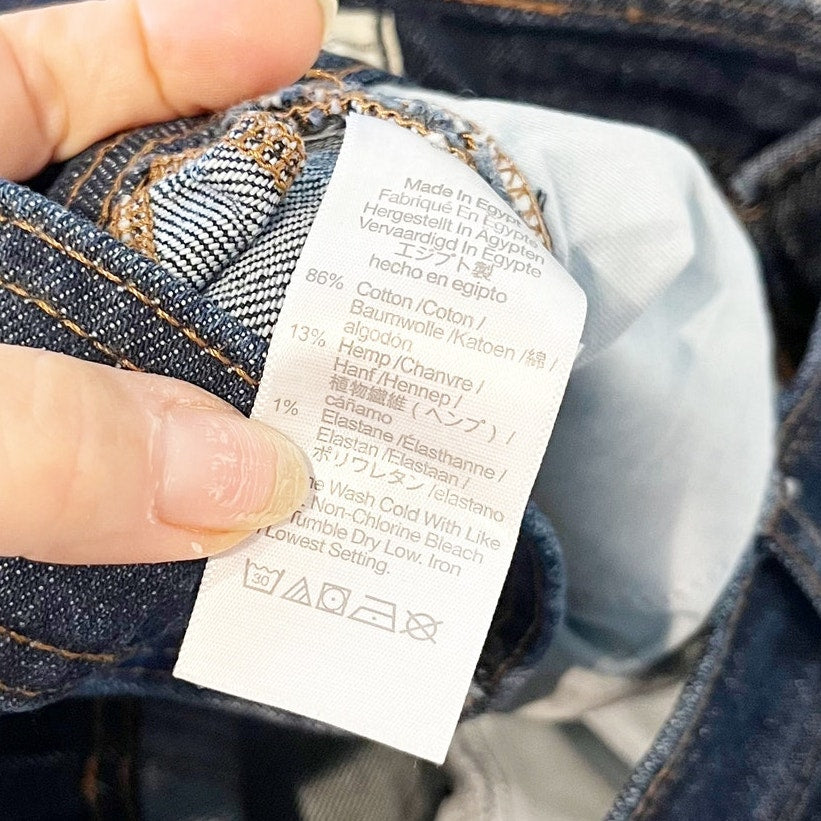 Made In Egypt
Fabriqué En Egypte
Hergestellt In Ägypten
Vervaardigd In Egypte
エジプト製
hecho en egipto
86% Cotton /Coton /
Baumwolle /Katoen /綿 /
algodón
13% Hemp /Chanvre /
Hanf /Hennep /
植物繊維 (ヘンプ) /
cáñamo
1% Elastane /Élasthanne /
Elastan /Elastaan /
ポリウレタン /elastano
Wash Cold With Like
Non-Chlorine Bleach
Tumble Dry Low. Iron
Lowest Setting.
30